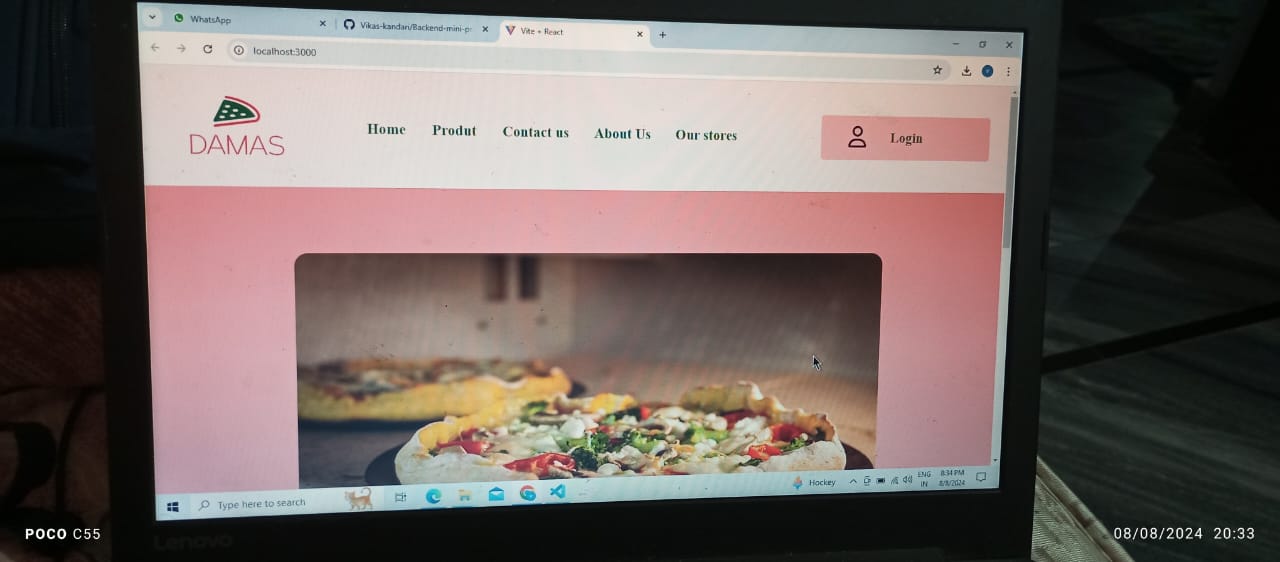 WhatsApp
Vikas-kandari/Backend-mini-p
Vite + React
localhost:3000
DAMAS
Home Produt Contact us About Us Our stores
Login
Type here to search
Hockey
ENG
IN
8:34 PM
8/8/2024
Lenovo
POCO C55
08/08/2024 20:33